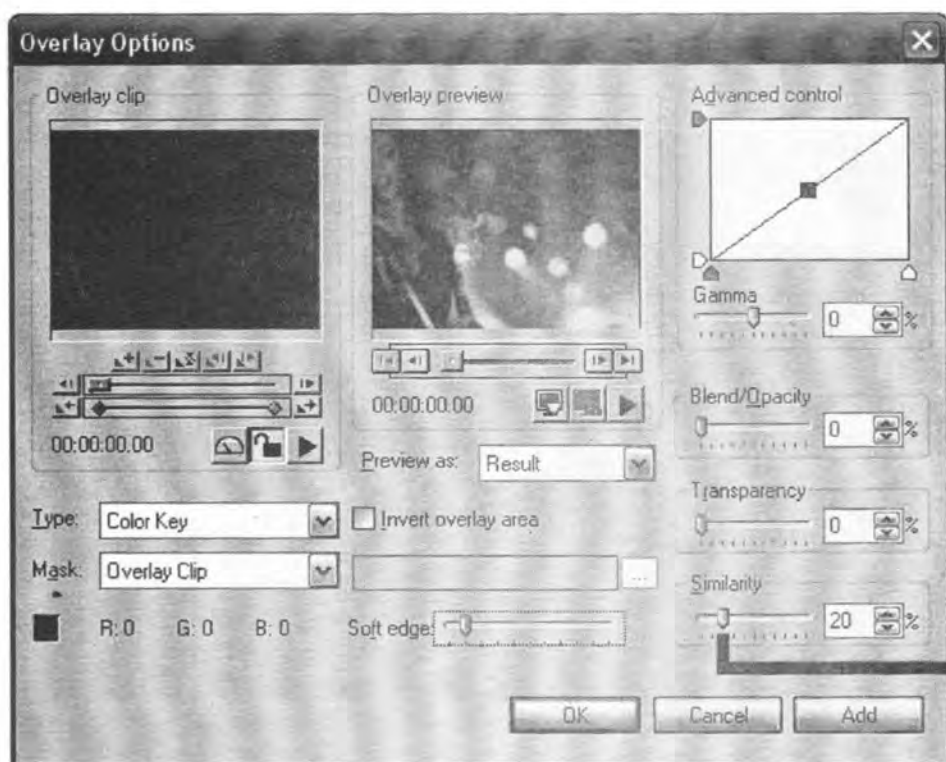 Overlay Options
Overlay clip
Overlay preview
Advanced control
Gamma
0 %
00:00:00.00
00:00:00.00
Blend/Opacity
0 %
Preview as: Result
Transparency
0 %
Type: Color Key
Invert overlay area
Mask: Overlay Clip
...
Similarity
20 %
R: 0 G: 0 B: 0
Soft edge:
OK Cancel Add